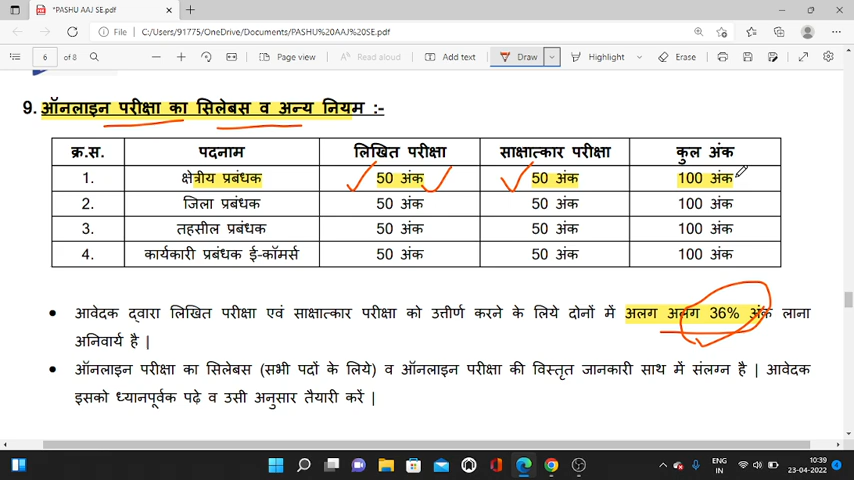 *PASHU AAJ SE.pdf
File | C:/Users/91775/OneDrive/Documents/PASHU%20AAJ%20SE.pdf
6 of 8 Page view Read aloud Add text Draw Highlight Erase
9. ऑनलाइन परीक्षा का सिलेबस व अन्य नियम :-
क्र.स. पदनाम लिखित परीक्षा साक्षात्कार परीक्षा कुल अंक
1. क्षेत्रीय प्रबंधक 50 अंक 50 अंक 100 अंक
2. जिला प्रबंधक 50 अंक 50 अंक 100 अंक
3. तहसील प्रबंधक 50 अंक 50 अंक 100 अंक
4. कार्यकारी प्रबंधक ई-कॉमर्स 50 अंक 50 अंक 100 अंक
• आवेदक द्वारा लिखित परीक्षा एवं साक्षात्कार परीक्षा को उत्तीर्ण करने के लिये दोनों में अलग अलग 36% अंक लाना
अनिवार्य है |
• ऑनलाइन परीक्षा का सिलेबस (सभी पदों के लिये) व ऑनलाइन परीक्षा की विस्तृत जानकारी साथ में संलग्न है | आवेदक
इसको ध्यानपूर्वक पढ़े व उसी अनुसार तैयारी करें |
ENG 10:39
IN 23-04-2022